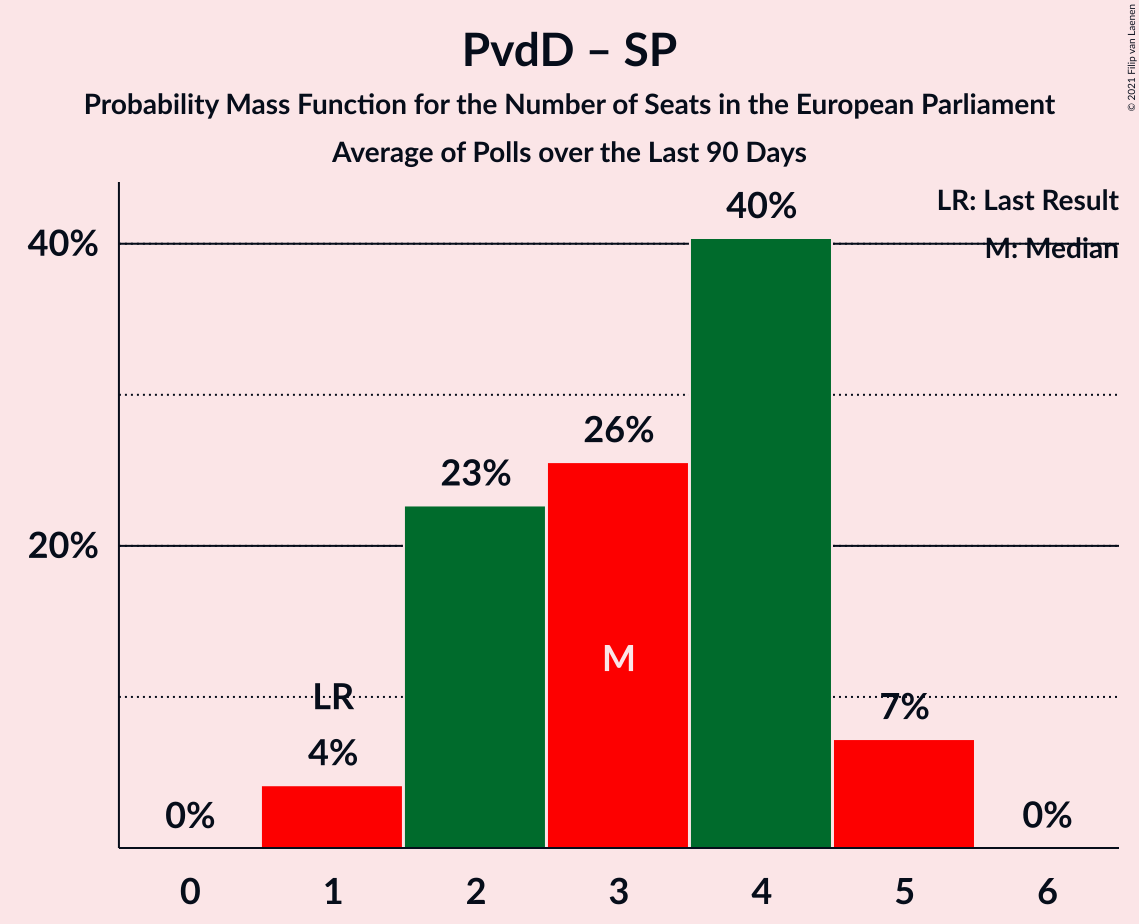 PvdD – SP
Probability Mass Function for the Number of Seats in the European Parliament
Average of Polls over the Last 90 Days
© 2021 Filip van Laenen
LR: Last Result
M: Median
40%
20%
0%
LR
4%
23%
26%
M
40%
7%
0%
0 1 2 3 4 5 6